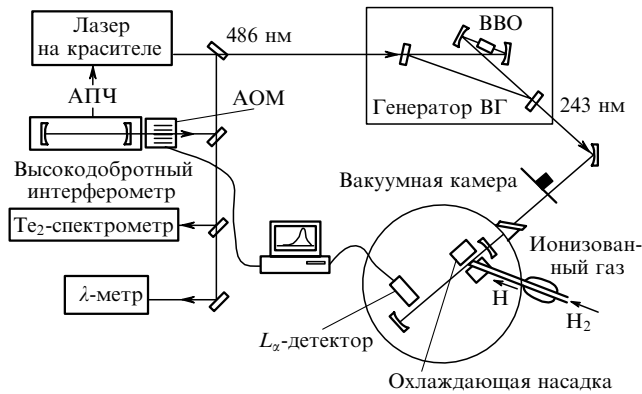 Лазер
на красителе
486 нм
ВВО
АПЧ
АОМ
Генератор ВГ
243 нм
Высокодобротный
интерферометр
Вакуумная камера
Te₂-спектрометр
Ионизован-
ный газ
λ-метр
H
H₂
Lα-детектор
Охлаждающая насадка